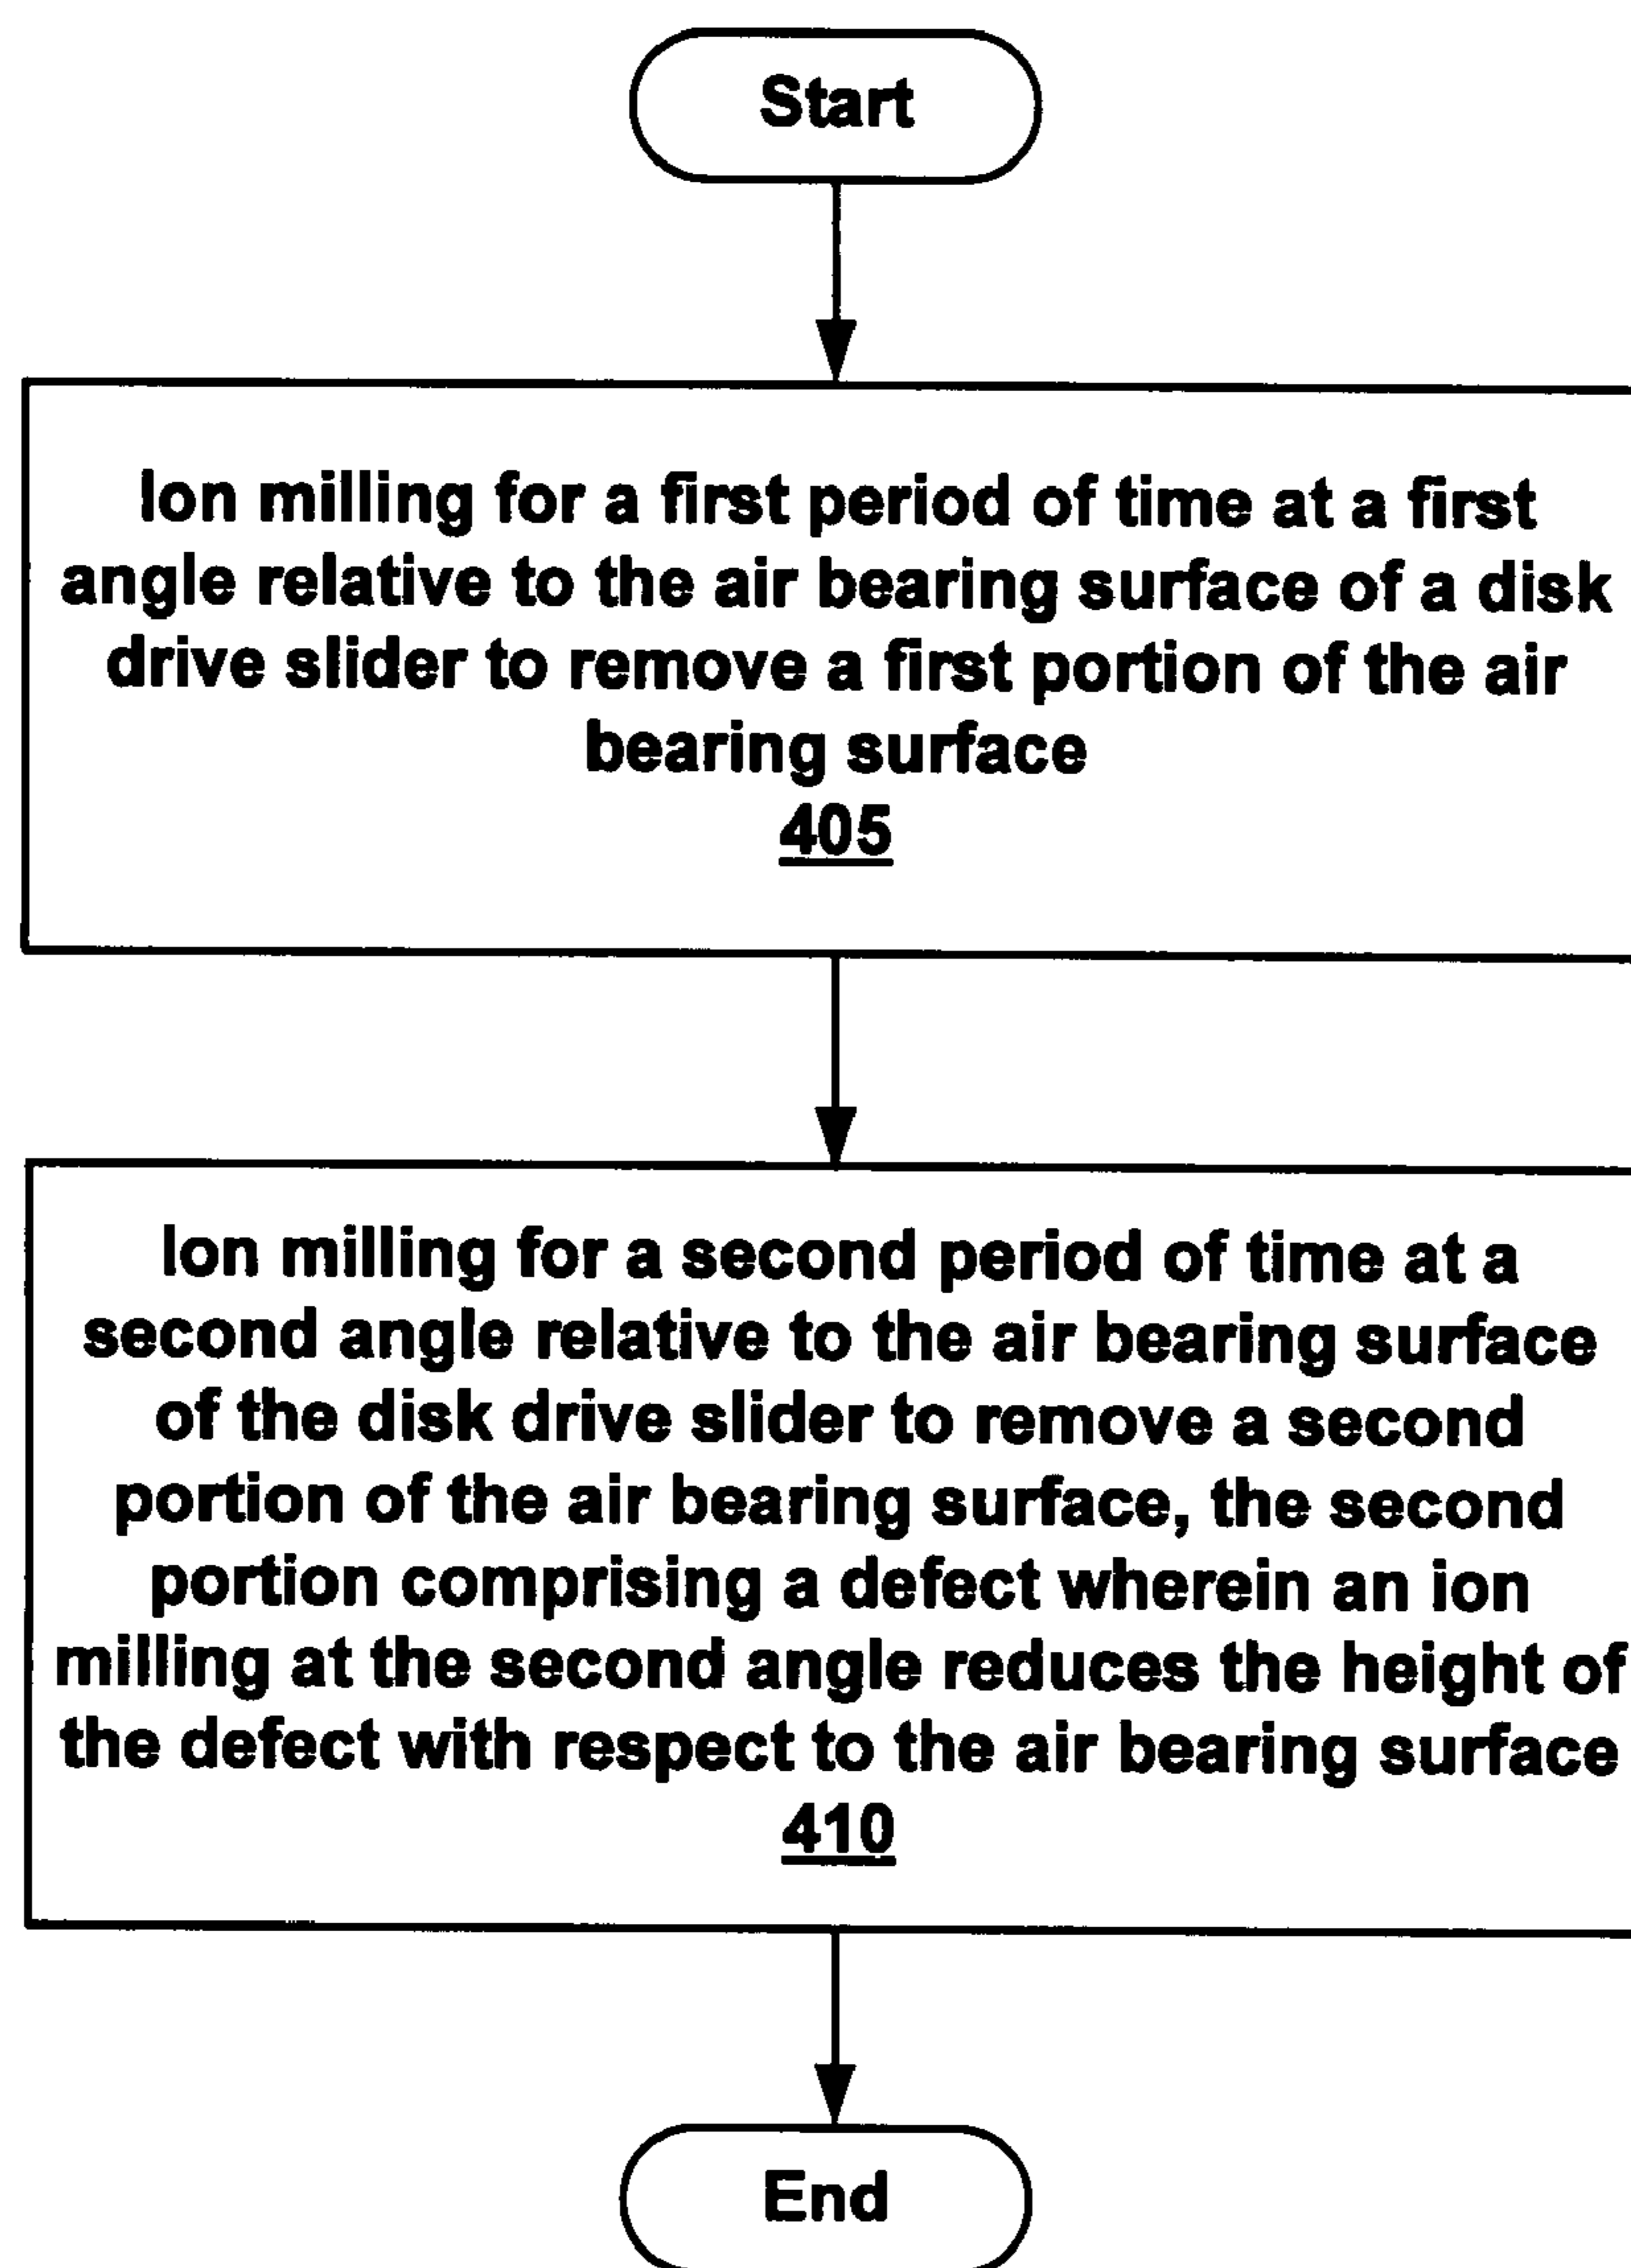 Start
Ion milling for a first period of time at a first
angle relative to the air bearing surface of a disk
drive slider to remove a first portion of the air
bearing surface
405
Ion milling for a second period of time at a
second angle relative to the air bearing surface
of the disk drive slider to remove a second
portion of the air bearing surface, the second
portion comprising a defect wherein an ion
milling at the second angle reduces the height of
the defect with respect to the air bearing surface
410
End